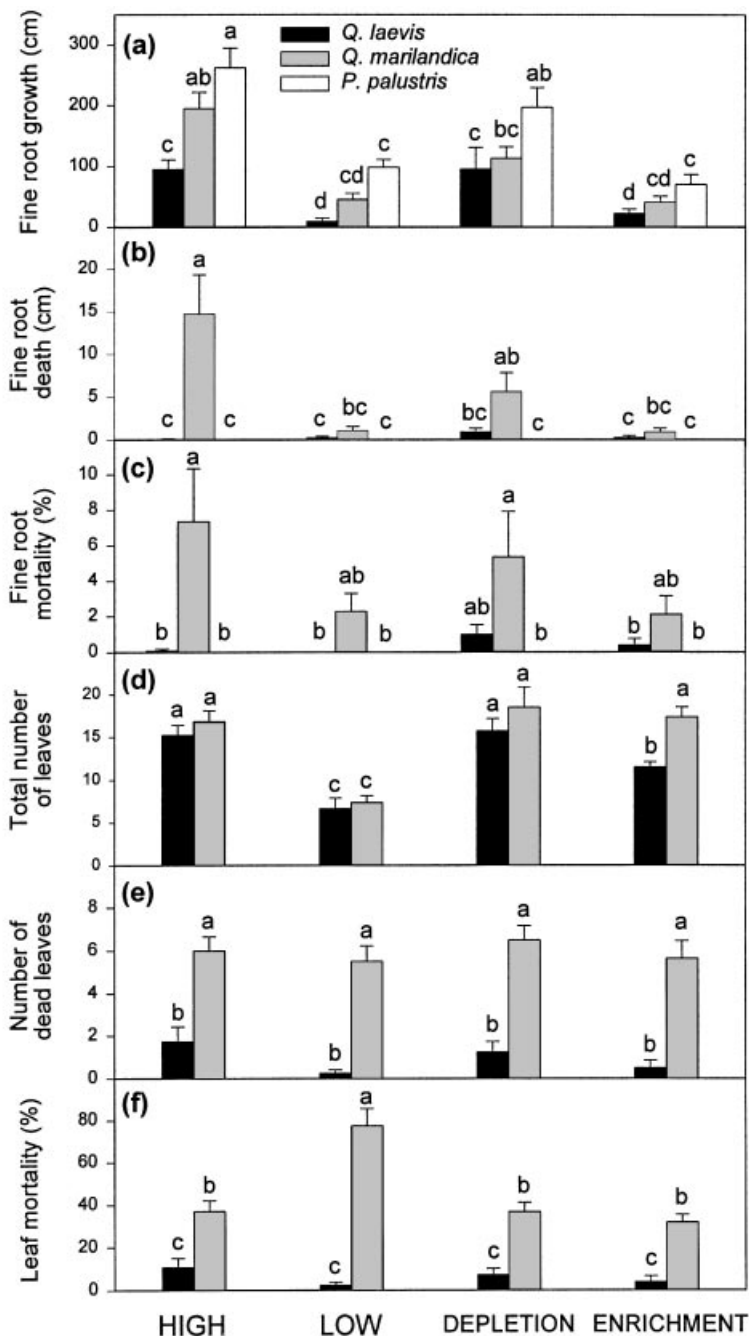 (a)
Q. laevis
Q. marilandica
P. palustris
Fine root growth (cm)
300
200
100
0
c ab a
d cd c
c bc ab
d cd c
(b)
Fine root
death (cm)
20
15
10
5
0
c a c
c bc c
bc ab c
c bc c
(c)
Fine root
mortality (%)
10
8
6
4
2
0
b a b
b ab b
ab a b
b ab b
(d)
Total number
of leaves
20
15
10
5
0
a a
c c
a a
b a
(e)
Number of
dead leaves
8
6
4
2
0
b a
b a
b a
b a
(f)
Leaf mortality (%)
80
60
40
20
0
c b
c a
c b
c b
HIGH LOW DEPLETION ENRICHMENT